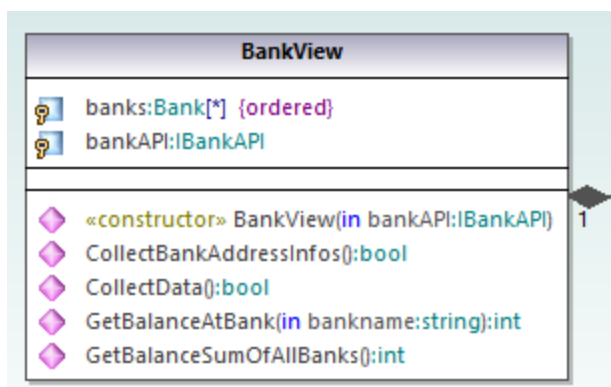 BankView
banks:Bank[*] {ordered}
bankAPI:IBankAPI
«constructor» BankView(in bankAPI:IBankAPI)
1
CollectBankAddressInfos():bool
CollectData():bool
GetBalanceAtBank(in bankname:string):int
GetBalanceSumOfAllBanks():int